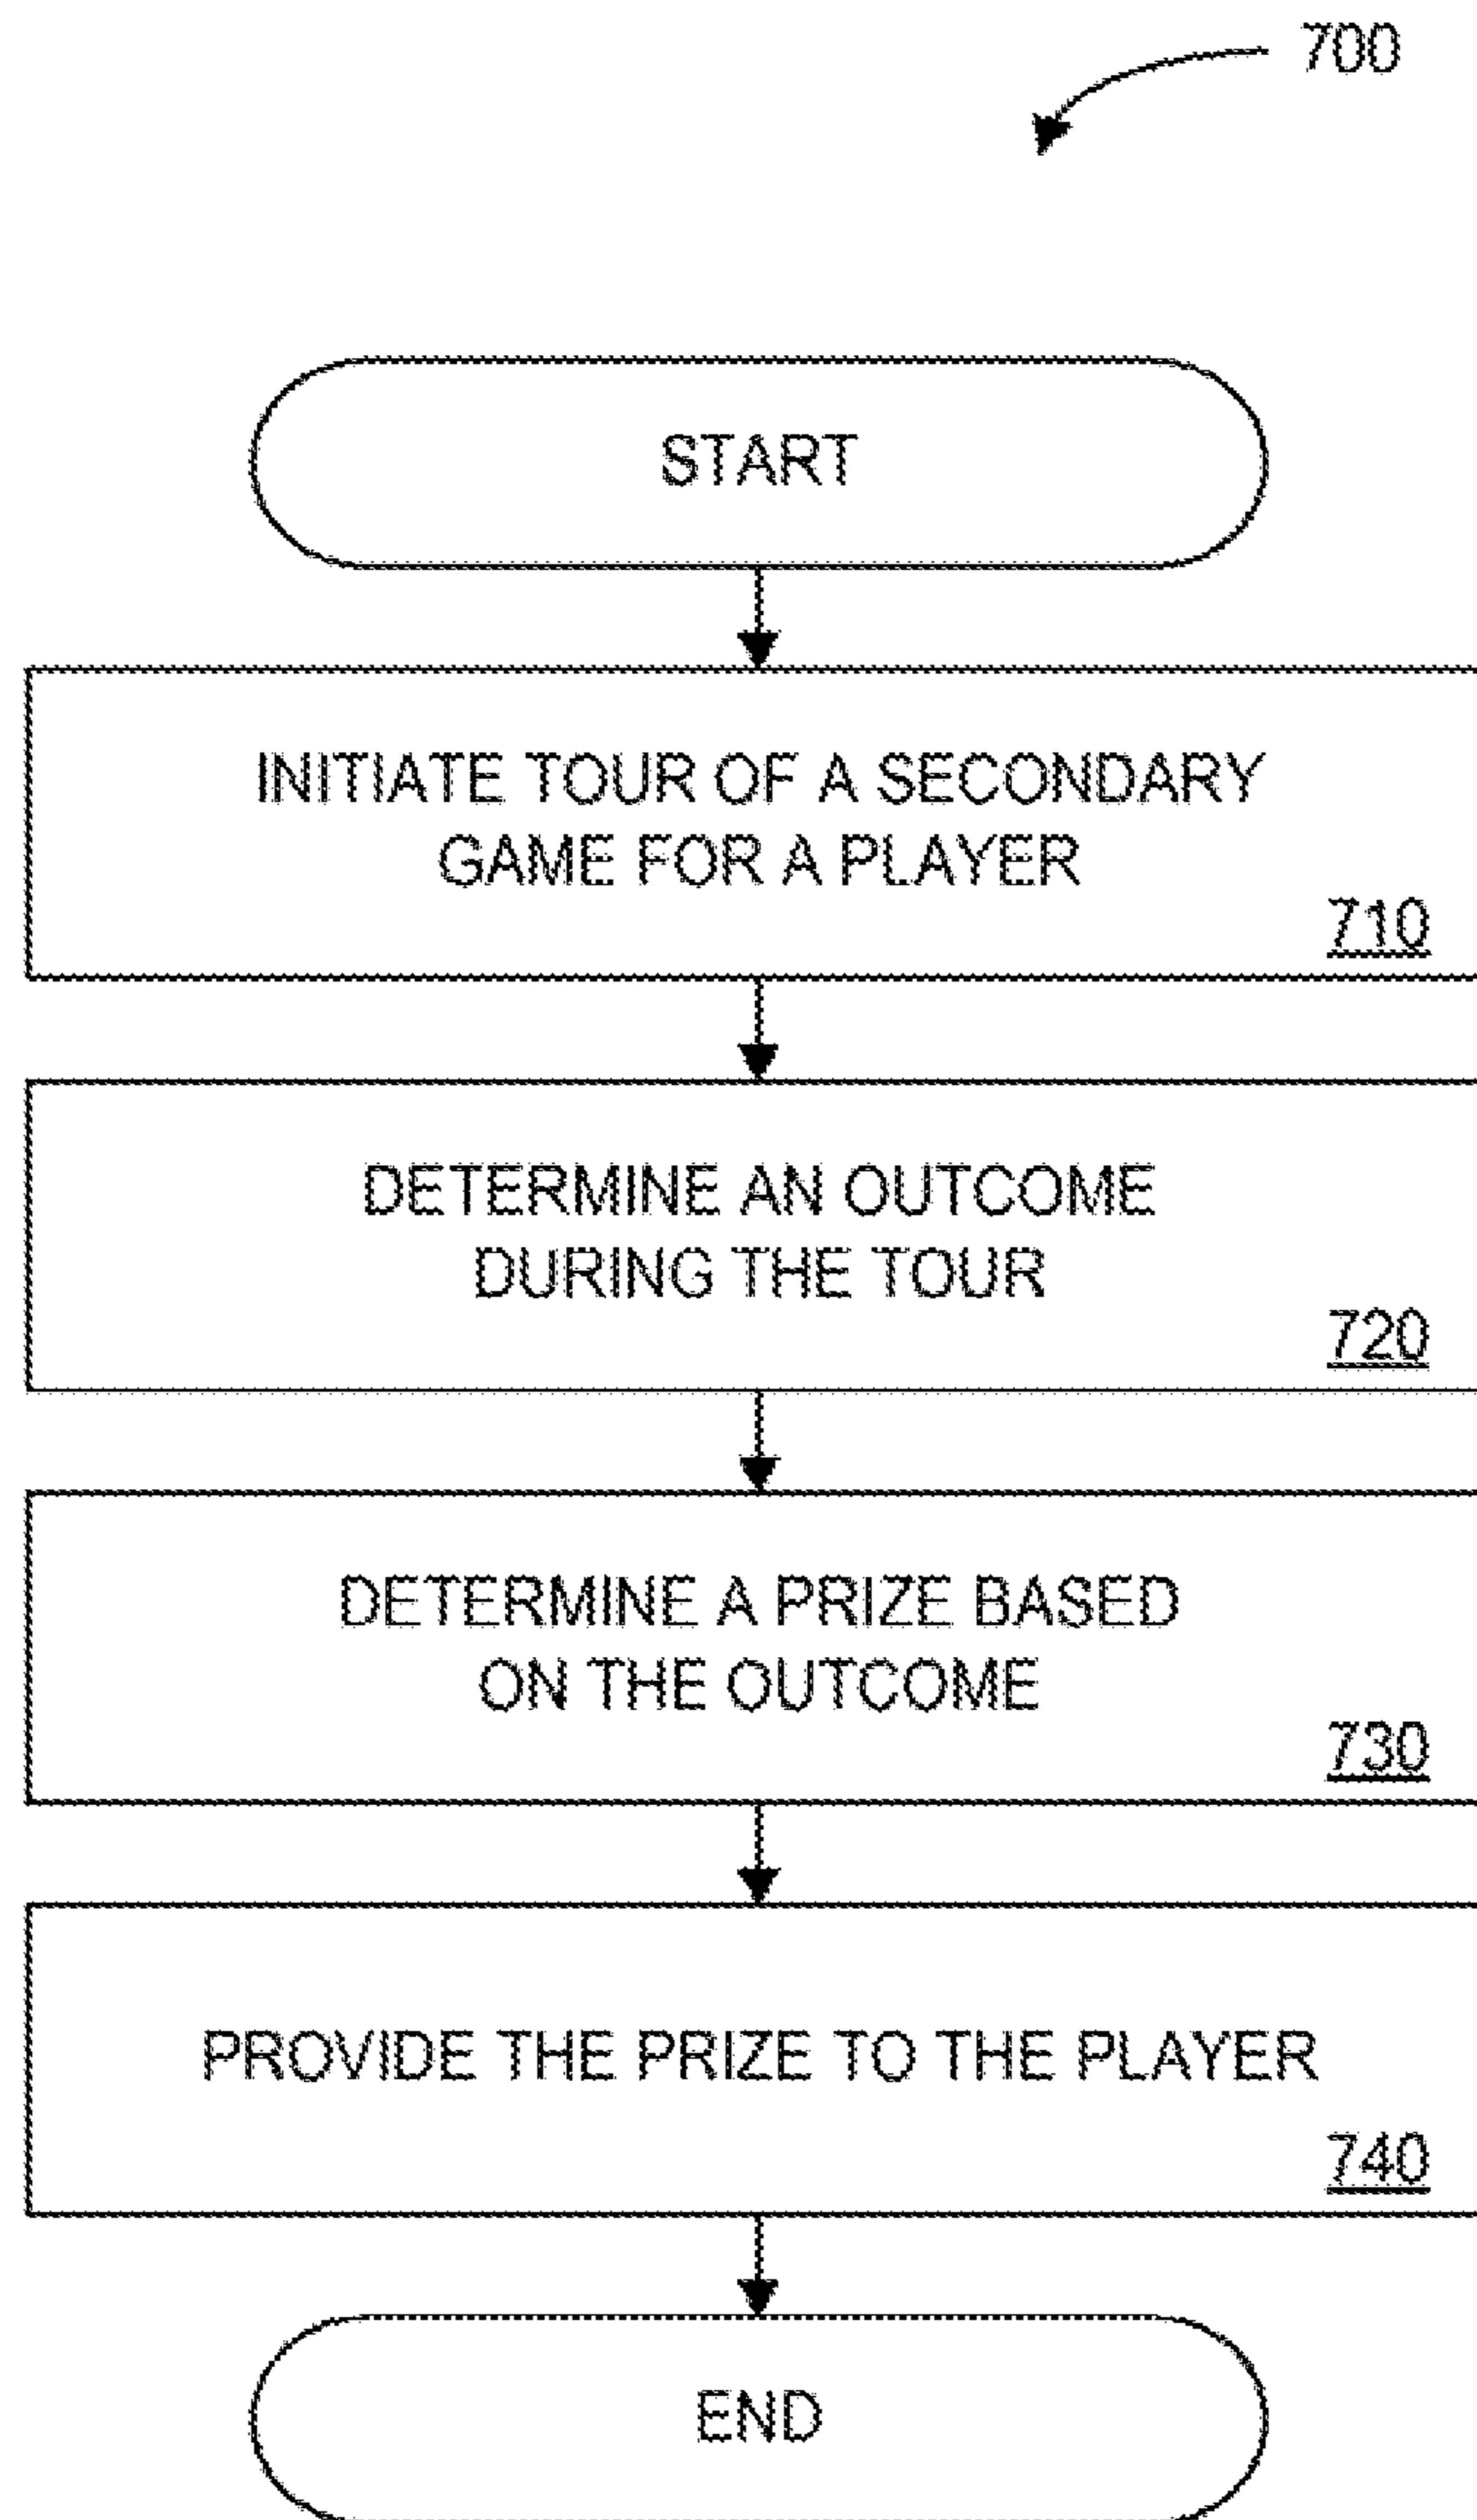 700
START
INITIATE TOUR OF A SECONDARY
GAME FOR A PLAYER
710
DETERMINE AN OUTCOME
DURING THE TOUR
720
DETERMINE A PRIZE BASED
ON THE OUTCOME
730
PROVIDE THE PRIZE TO THE PLAYER
740
END